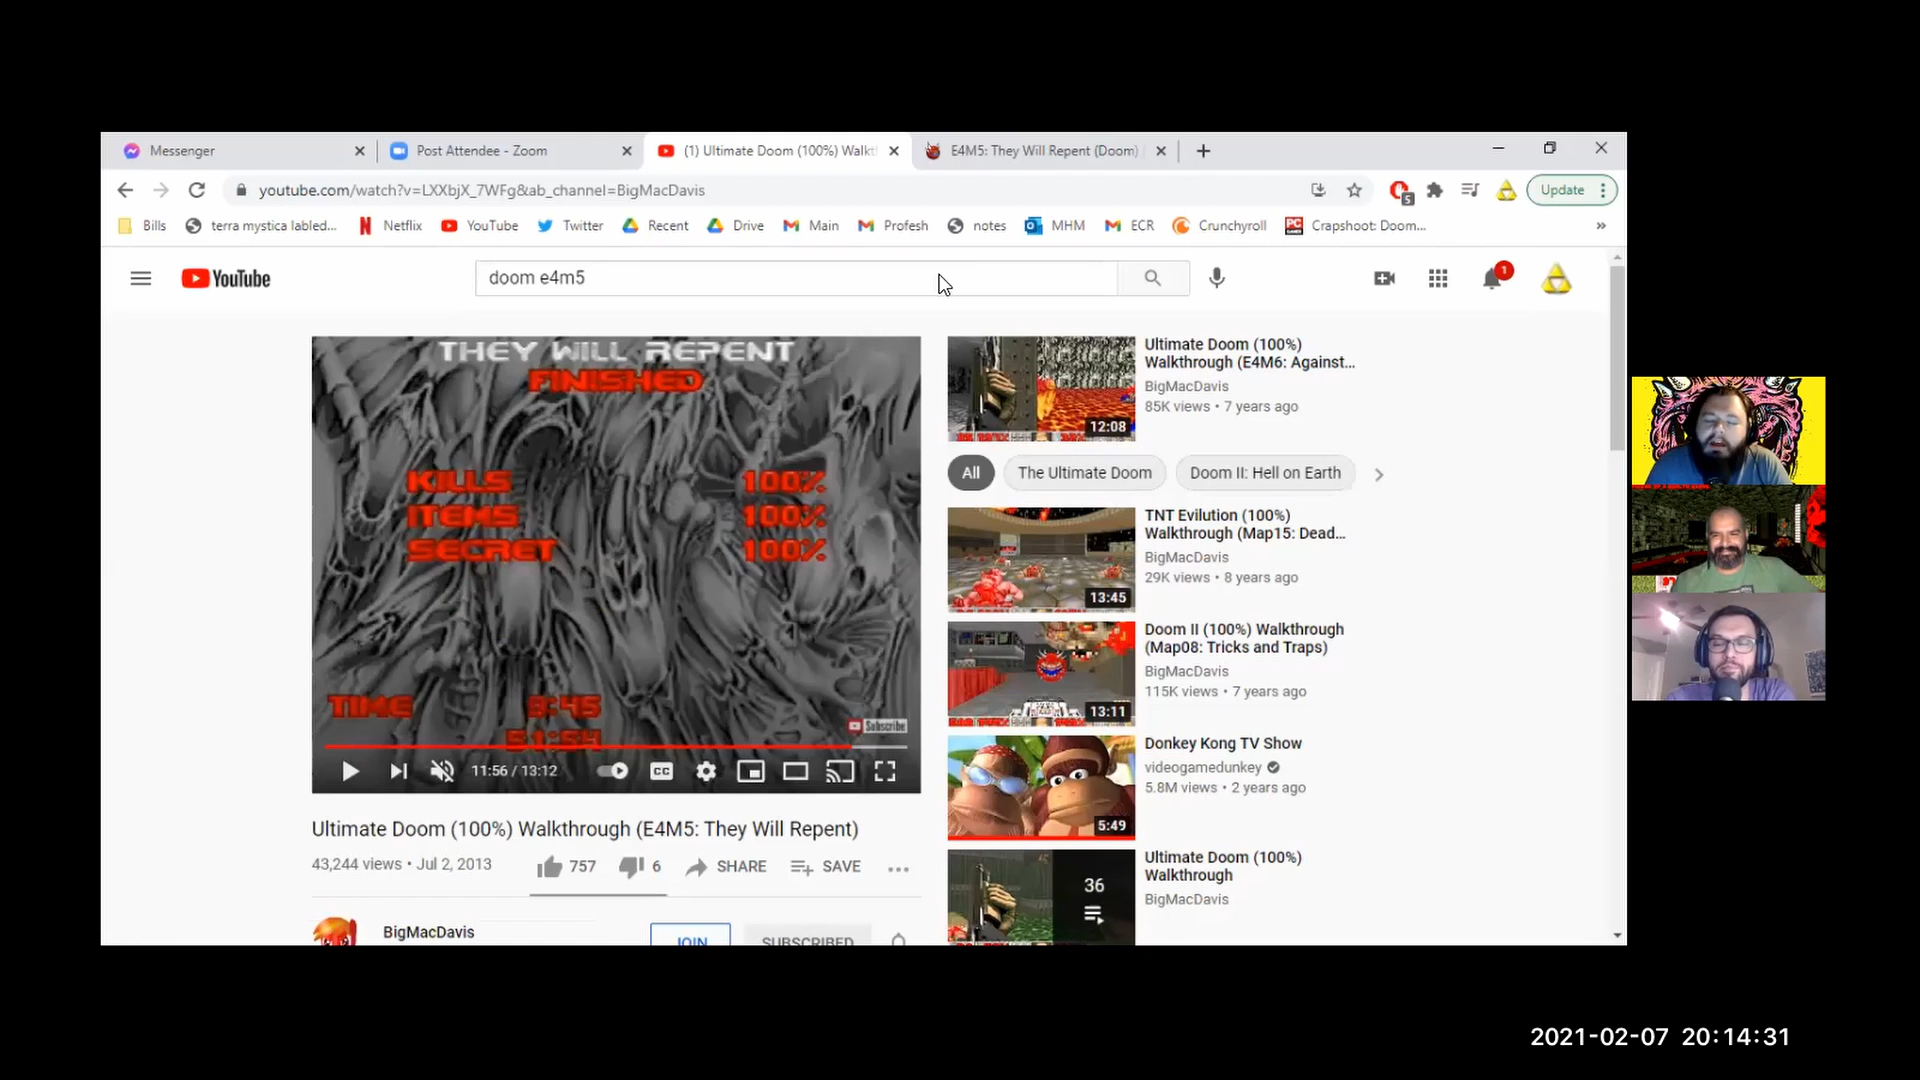 Messenger
Post Attendee - Zoom
(1) Ultimate Doom (100%) Walkt
E4M5: They Will Repent (Doom)
youtube.com/watch?v=LXXbjX_7WFg&ab_channel=BigMacDavis
5
Update
Bills
terra mystica labled...
Netflix
YouTube
Twitter
Recent
Drive
Main
Profesh
notes
MHM
ECR
Crunchyroll
Crapshoot: Doom...
YouTube
doom e4m5
1
THEY WILL REPENT
FINISHED
KILLS 100%
ITEMS 100%
SECRET 100%
TIME 9:45
51:54
Subscribe
11:56 / 13:12
CC
Ultimate Doom (100%) Walkthrough (E4M5: They Will Repent)
43,244 views • Jul 2, 2013
757
6
SHARE
SAVE
BigMacDavis
JOIN
SUBSCRIBED
12:08
Ultimate Doom (100%)
Walkthrough (E4M6: Against...
BigMacDavis
85K views • 7 years ago
All
The Ultimate Doom
Doom II: Hell on Earth
13:45
TNT Evilution (100%)
Walkthrough (Map15: Dead...
BigMacDavis
29K views • 8 years ago
13:11
Doom II (100%) Walkthrough
(Map08: Tricks and Traps)
BigMacDavis
115K views • 7 years ago
5:49
Donkey Kong TV Show
videogamedunkey
5.8M views • 2 years ago
36
Ultimate Doom (100%)
Walkthrough
BigMacDavis
2021-02-07 20:14:31